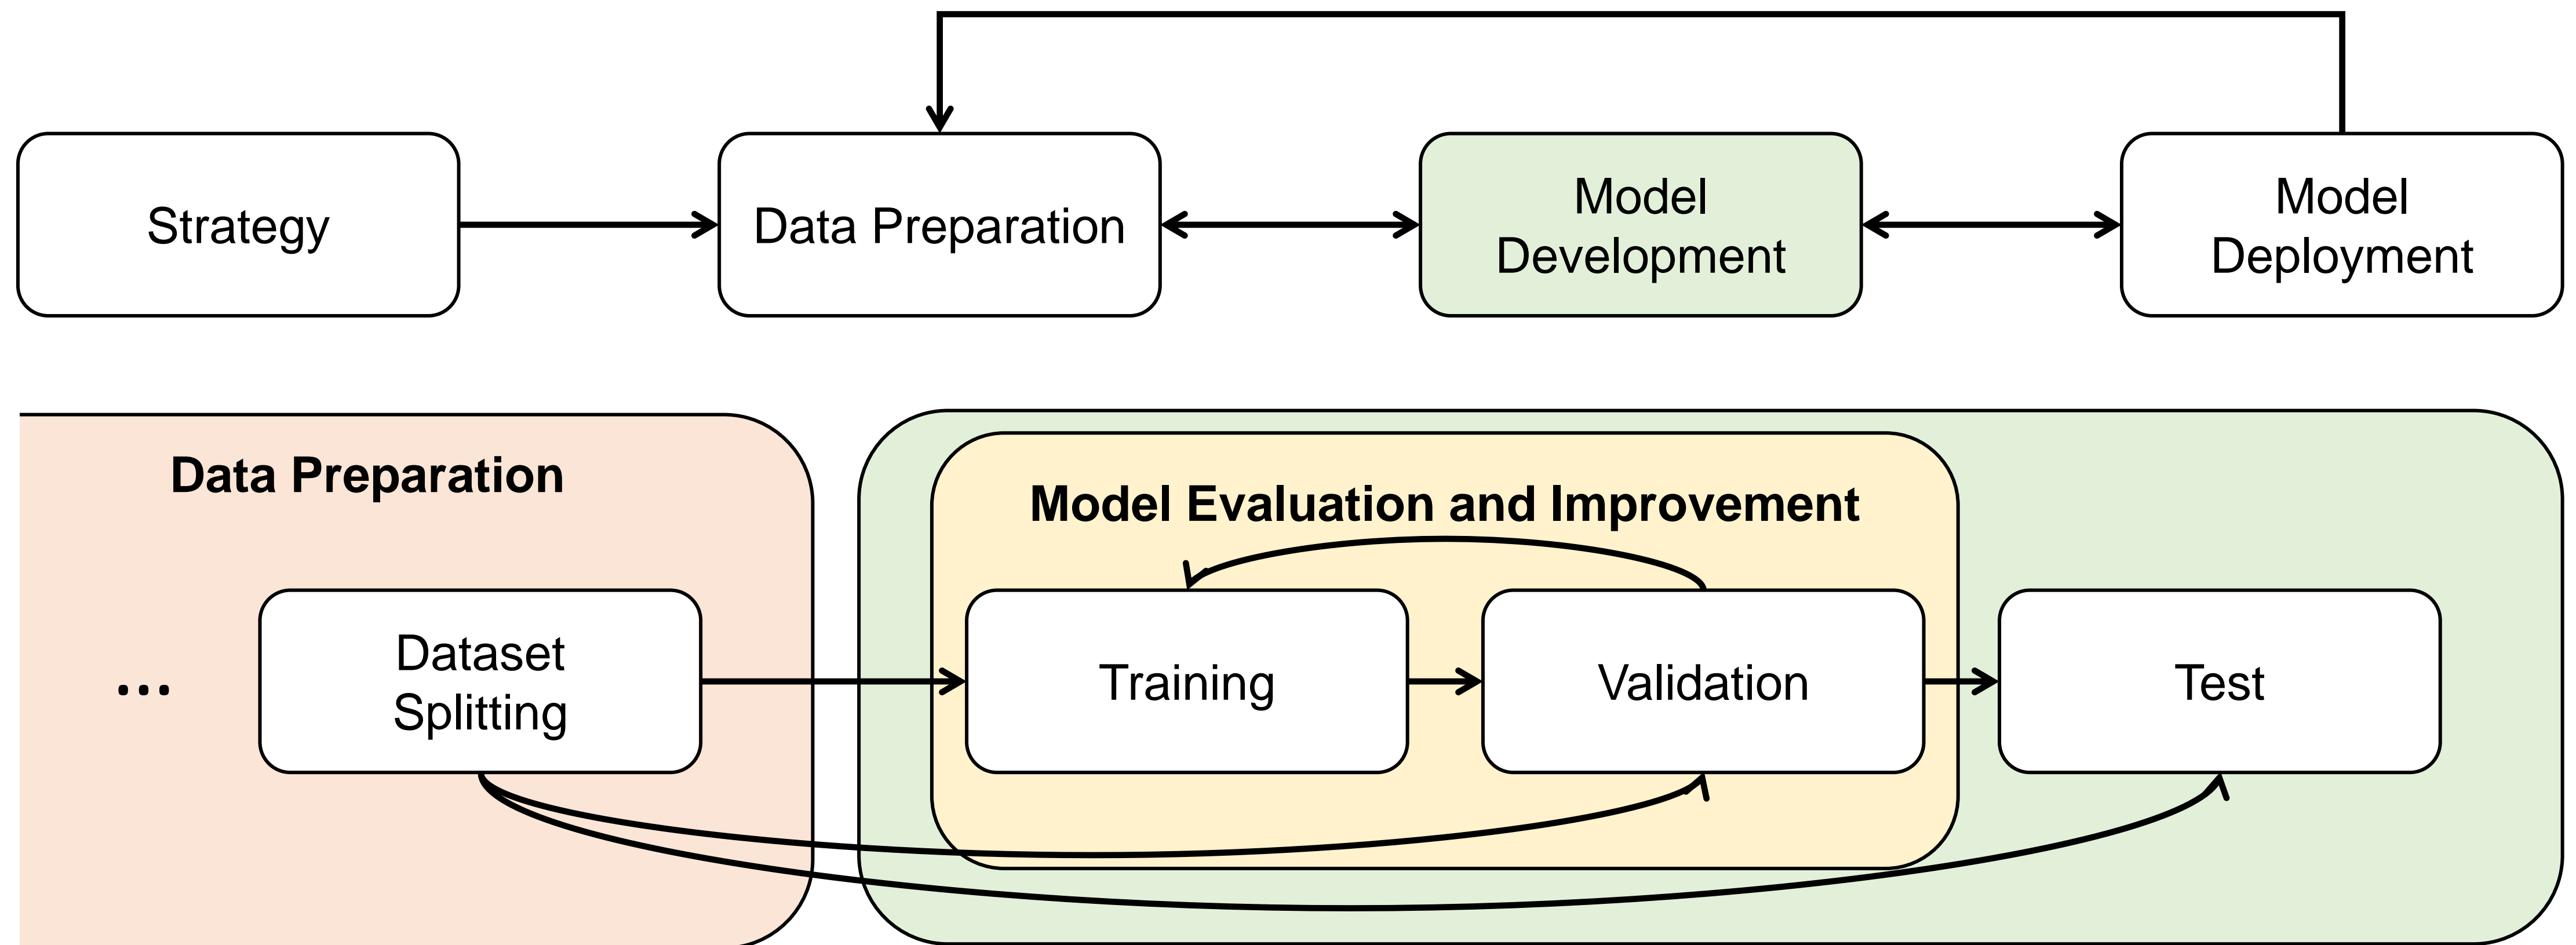 Strategy
Data Preparation
Model
Development
Model
Deployment
Data Preparation
Model Evaluation and Improvement
...
Dataset
Splitting
Training
Validation
Test